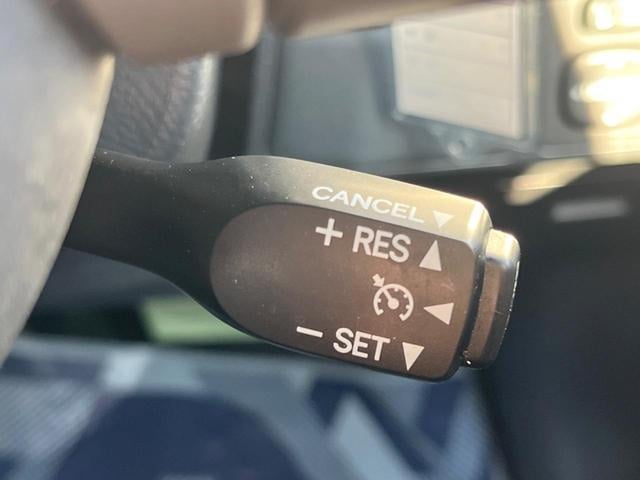 CANCEL ▼
+ RES ▲
◀
− SET ▼